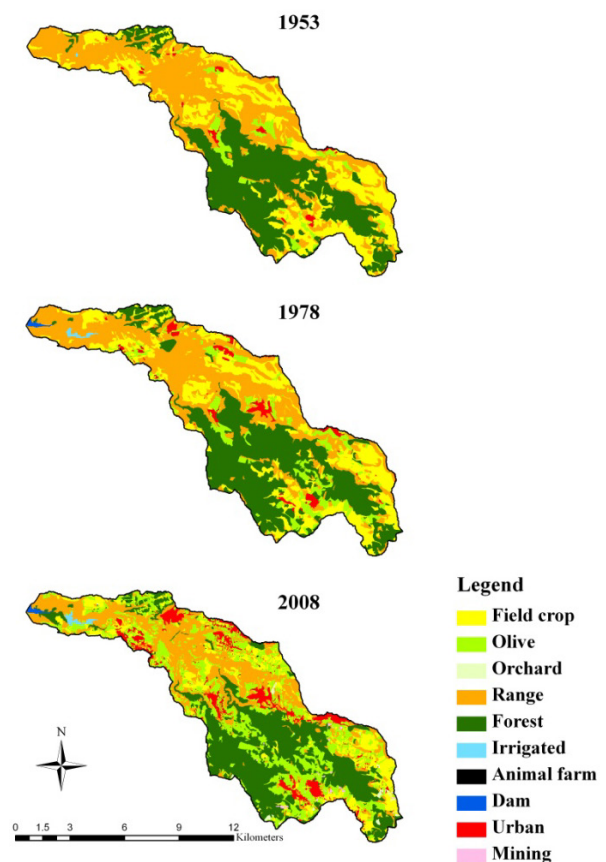 1953
1978
2008
Legend
Field crop
Olive
Orchard
Range
Forest
Irrigated
Animal farm
Dam
Urban
Mining
N
0 1.5 3 6 9 12
Kilometers